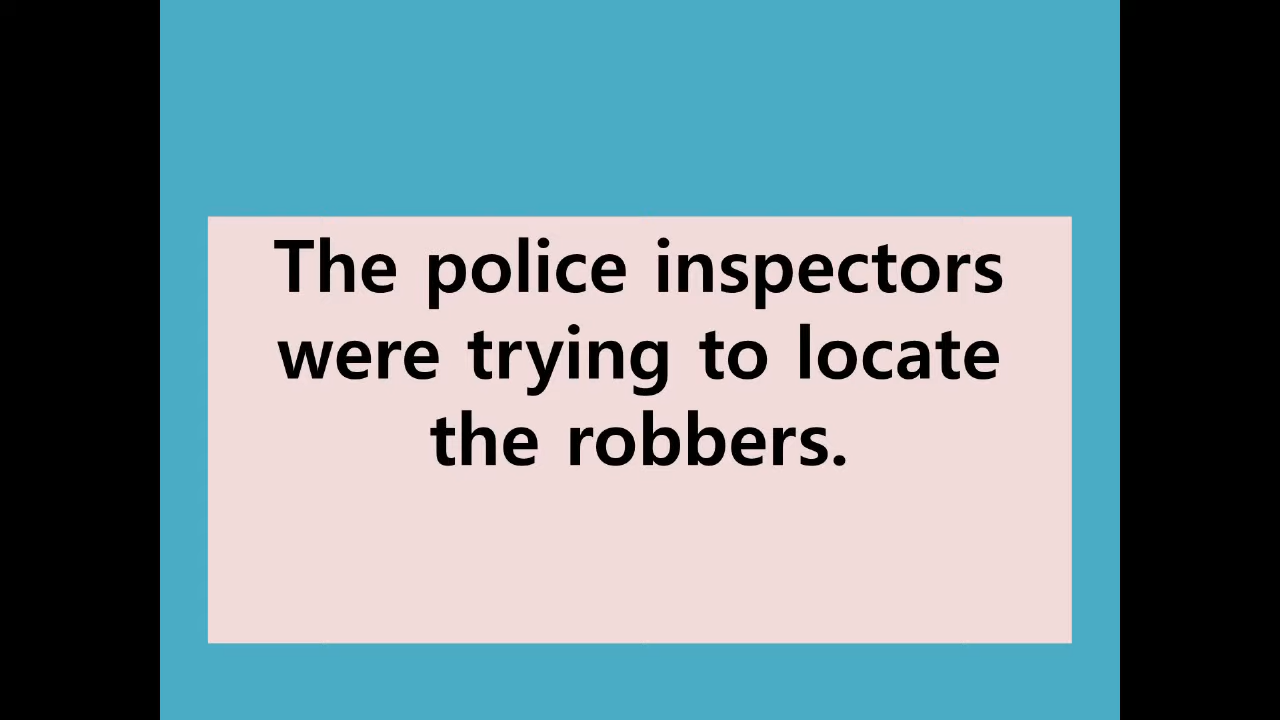 The police inspectors
were trying to locate
the robbers.